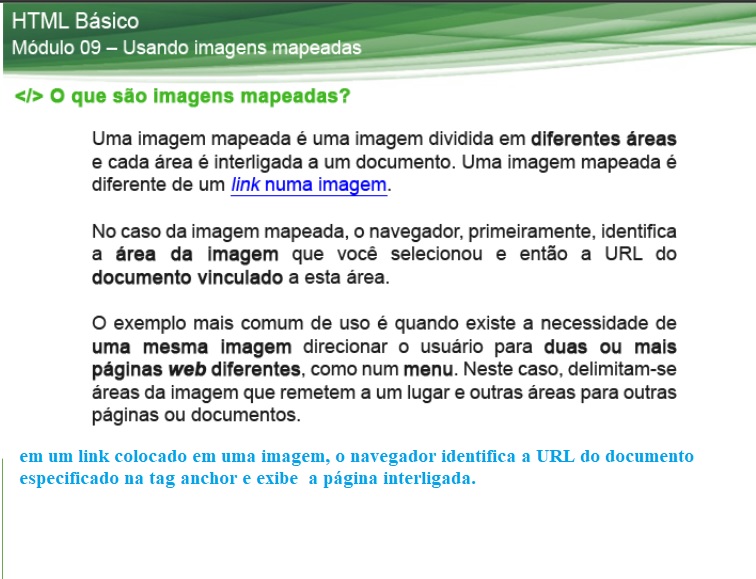 HTML Básico
Módulo 09 – Usando imagens mapeadas
</> O que são imagens mapeadas?
Uma imagem mapeada é uma imagem dividida em diferentes áreas
e cada área é interligada a um documento. Uma imagem mapeada é
diferente de um link numa imagem.
No caso da imagem mapeada, o navegador, primeiramente, identifica
a área da imagem que você selecionou e então a URL do
documento vinculado a esta área.
O exemplo mais comum de uso é quando existe a necessidade de
uma mesma imagem direcionar o usuário para duas ou mais
páginas web diferentes, como num menu. Neste caso, delimitam-se
áreas da imagem que remetem a um lugar e outras áreas para outras
páginas ou documentos.
em um link colocado em uma imagem, o navegador identifica a URL do documento
especificado na tag anchor e exibe a página interligada.